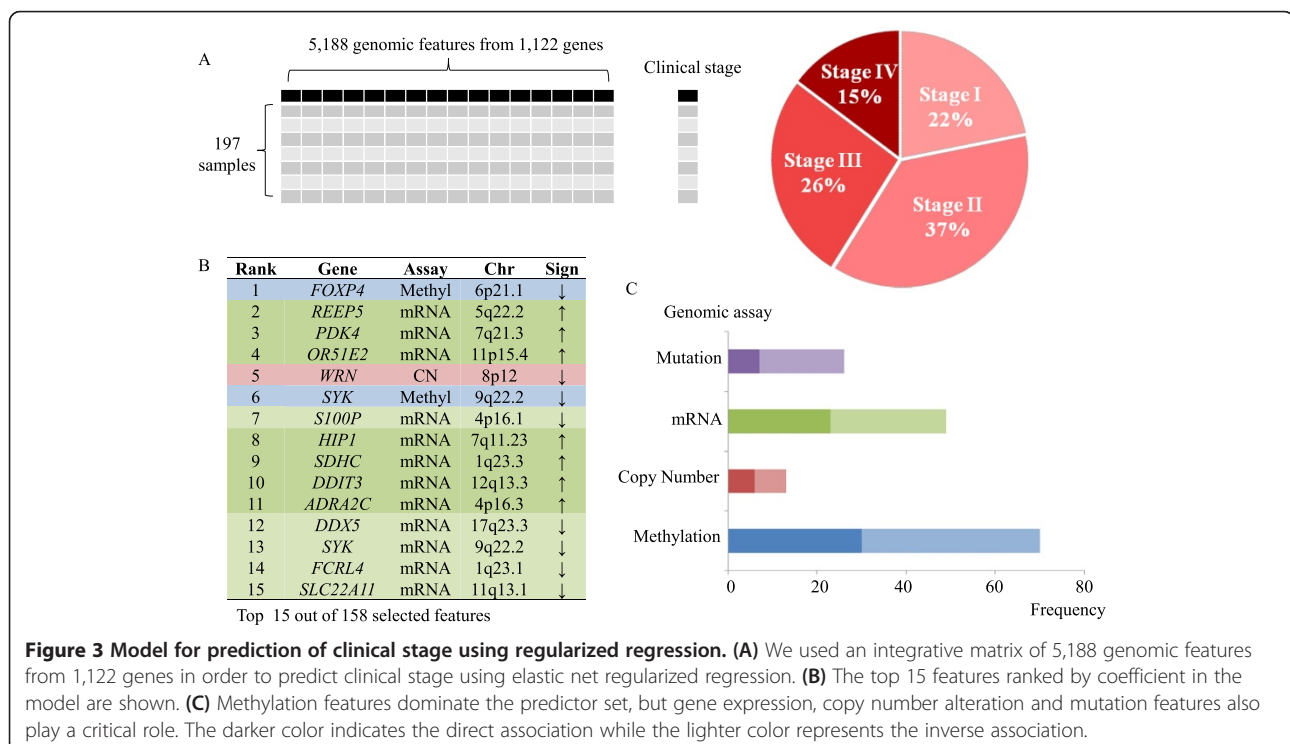 A
5,188 genomic features from 1,122 genes
Clinical stage
197
samples
Stage IV
15%
Stage I
22%
Stage III
26%
Stage II
37%
B
Rank Gene Assay Chr Sign
1 FOXP4 Methyl 6p21.1 ↓
2 REEP5 mRNA 5q22.2 ↑
3 PDK4 mRNA 7q21.3 ↑
4 OR51E2 mRNA 11p15.4 ↑
5 WRN CN 8p12 ↓
6 SYK Methyl 9q22.2 ↓
7 S100P mRNA 4p16.1 ↓
8 HIP1 mRNA 7q11.23 ↑
9 SDHC mRNA 1q23.3 ↑
10 DDIT3 mRNA 12q13.3 ↑
11 ADRA2C mRNA 4p16.3 ↑
12 DDX5 mRNA 17q23.3 ↓
13 SYK mRNA 9q22.2 ↓
14 FCRL4 mRNA 1q23.1 ↓
15 SLC22A11 mRNA 11q13.1 ↓
Top 15 out of 158 selected features
C
Genomic assay
Mutation
mRNA
Copy Number
Methylation
0 20 40 60 80
Frequency
Figure 3 Model for prediction of clinical stage using regularized regression. (A) We used an integrative matrix of 5,188 genomic features
from 1,122 genes in order to predict clinical stage using elastic net regularized regression. (B) The top 15 features ranked by coefficient in the
model are shown. (C) Methylation features dominate the predictor set, but gene expression, copy number alteration and mutation features also
play a critical role. The darker color indicates the direct association while the lighter color represents the inverse association.